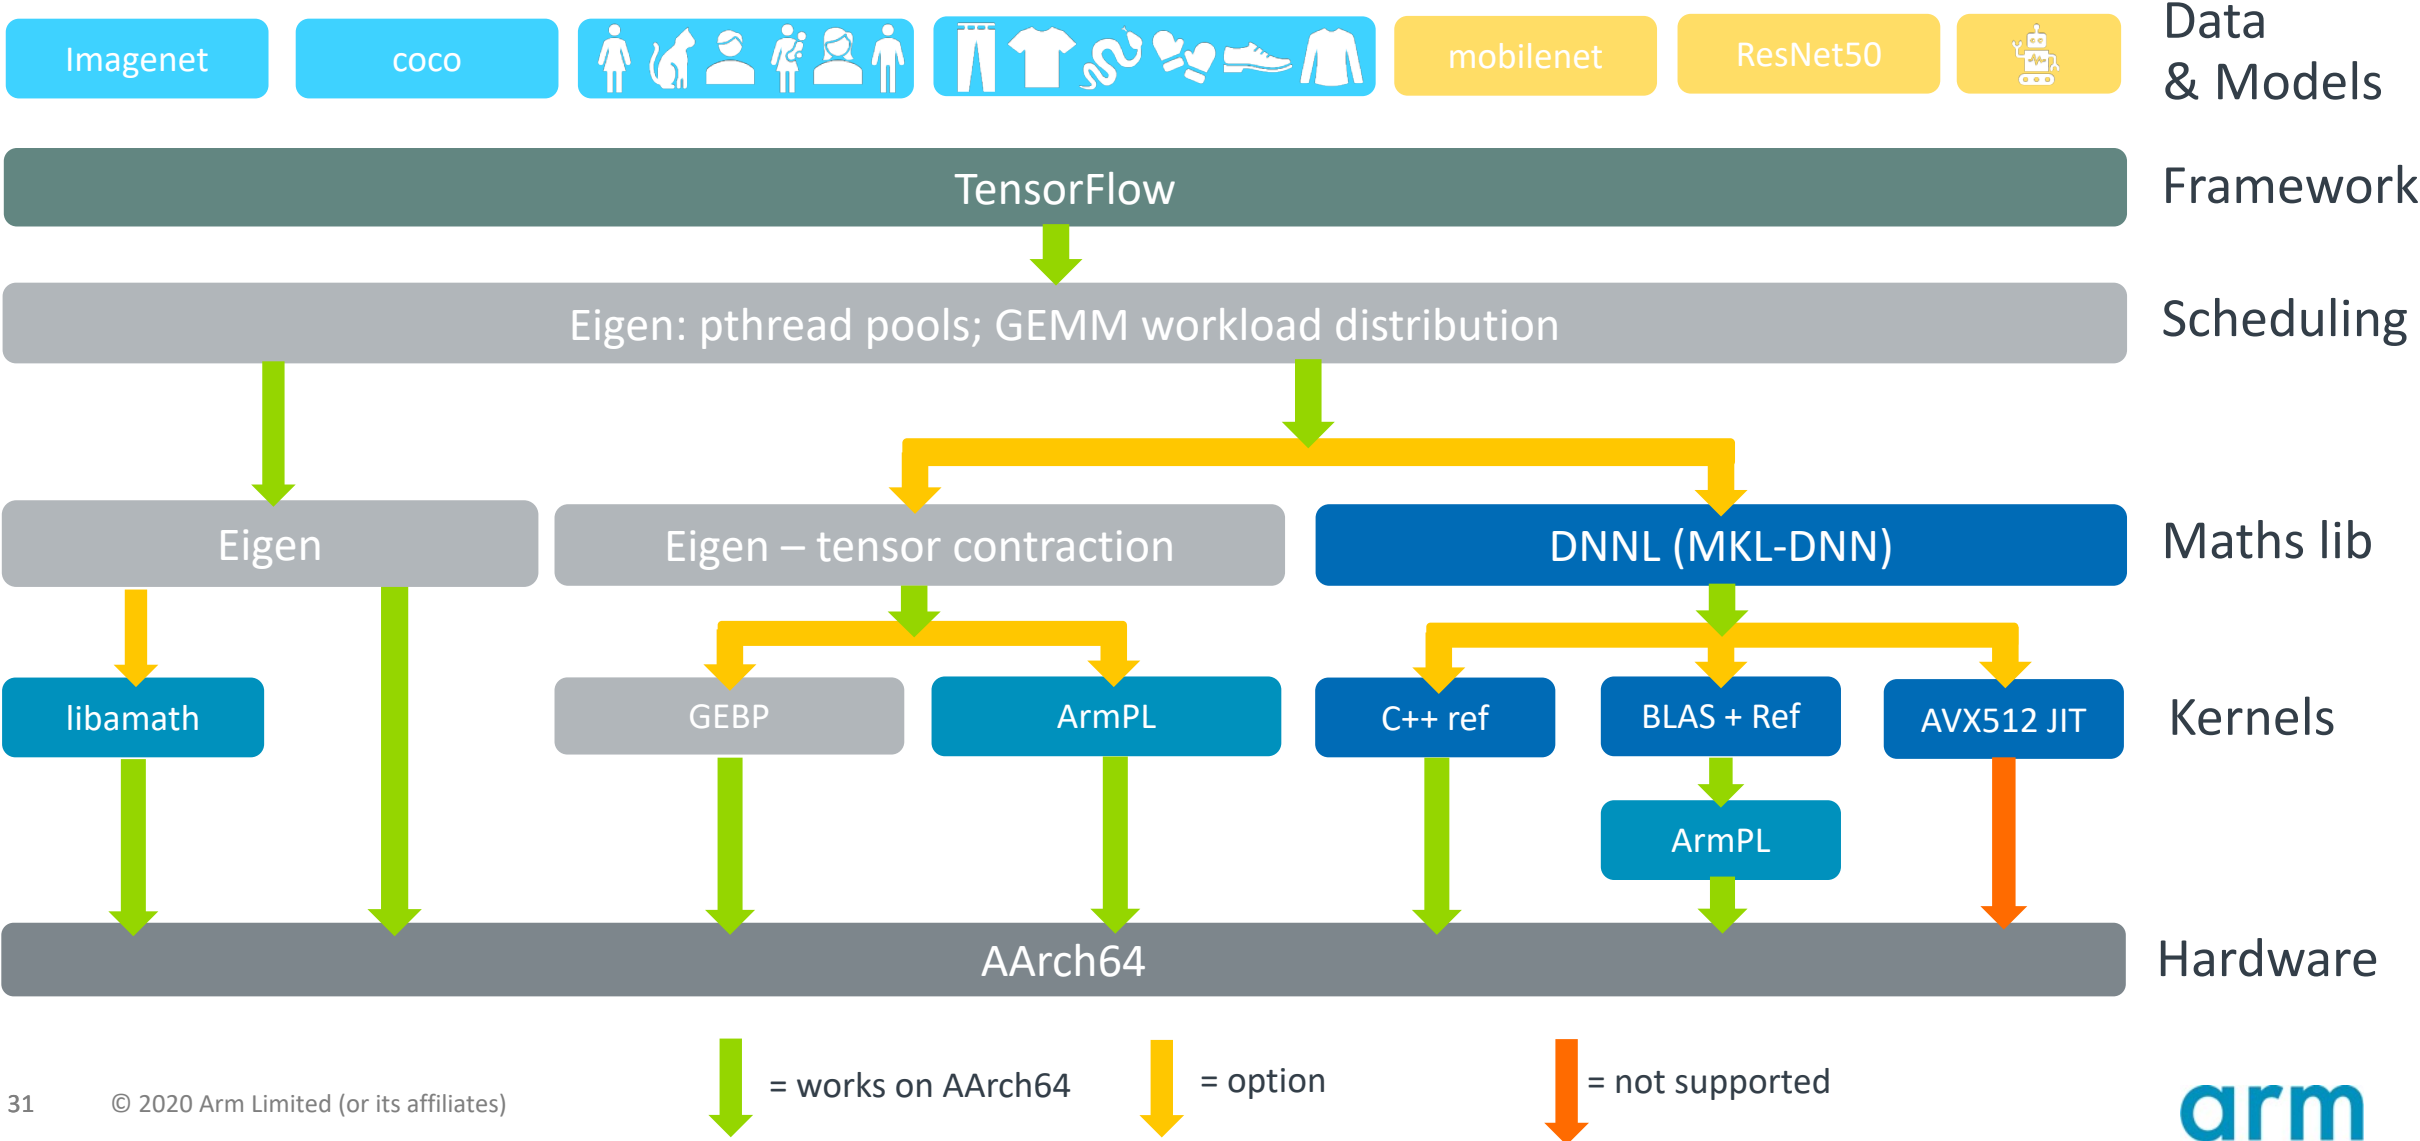 Imagenet
coco
mobilenet
ResNet50
Data
& Models
TensorFlow
Framework
Eigen: pthread pools; GEMM workload distribution
Scheduling
Eigen
Eigen – tensor contraction
DNNL (MKL-DNN)
Maths lib
libamath
GEBP
ArmPL
C++ ref
BLAS + Ref
AVX512 JIT
Kernels
ArmPL
AArch64
Hardware
= works on AArch64
= option
= not supported
31
© 2020 Arm Limited (or its affiliates)
arm